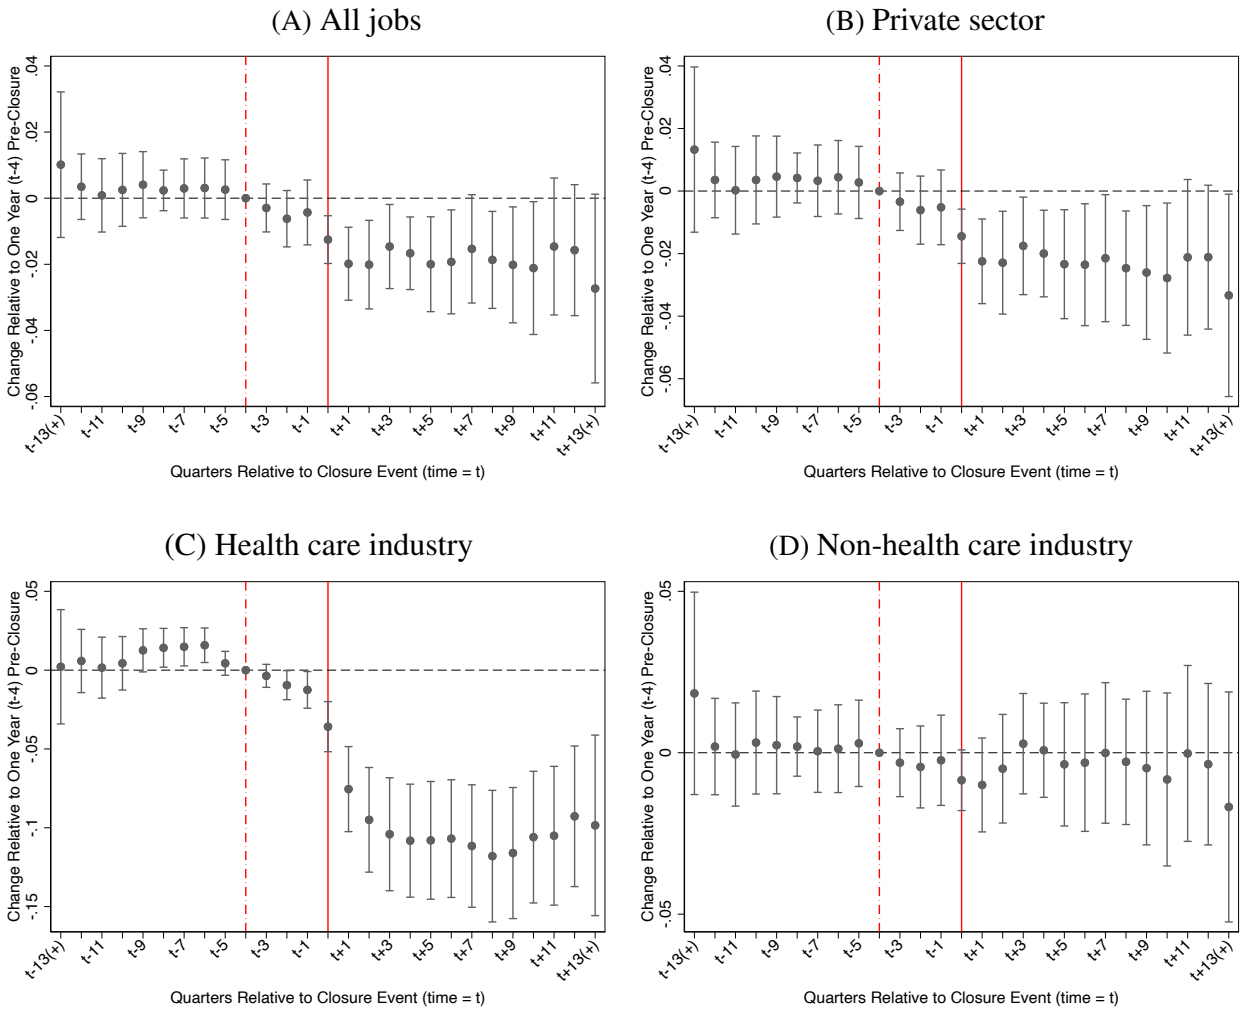 (A) All jobs
Change Relative to One Year (t-4) Pre-Closure
.04
.02
0
-.02
-.04
-.06
t-13(+) t-11 t-9 t-7 t-5 t-3 t-1 t+1 t+3 t+5 t+7 t+9 t+11 t+13(+)
Quarters Relative to Closure Event (time = t)
(B) Private sector
Change Relative to One Year (t-4) Pre-Closure
.04
.02
0
-.02
-.04
-.06
t-13(+) t-11 t-9 t-7 t-5 t-3 t-1 t+1 t+3 t+5 t+7 t+9 t+11 t+13(+)
Quarters Relative to Closure Event (time = t)
(C) Health care industry
Change Relative to One Year (t-4) Pre-Closure
.05
0
-.05
-.1
-.15
t-13(+) t-11 t-9 t-7 t-5 t-3 t-1 t+1 t+3 t+5 t+7 t+9 t+11 t+13(+)
Quarters Relative to Closure Event (time = t)
(D) Non-health care industry
Change Relative to One Year (t-4) Pre-Closure
.05
0
-.05
t-13(+) t-11 t-9 t-7 t-5 t-3 t-1 t+1 t+3 t+5 t+7 t+9 t+11 t+13(+)
Quarters Relative to Closure Event (time = t)